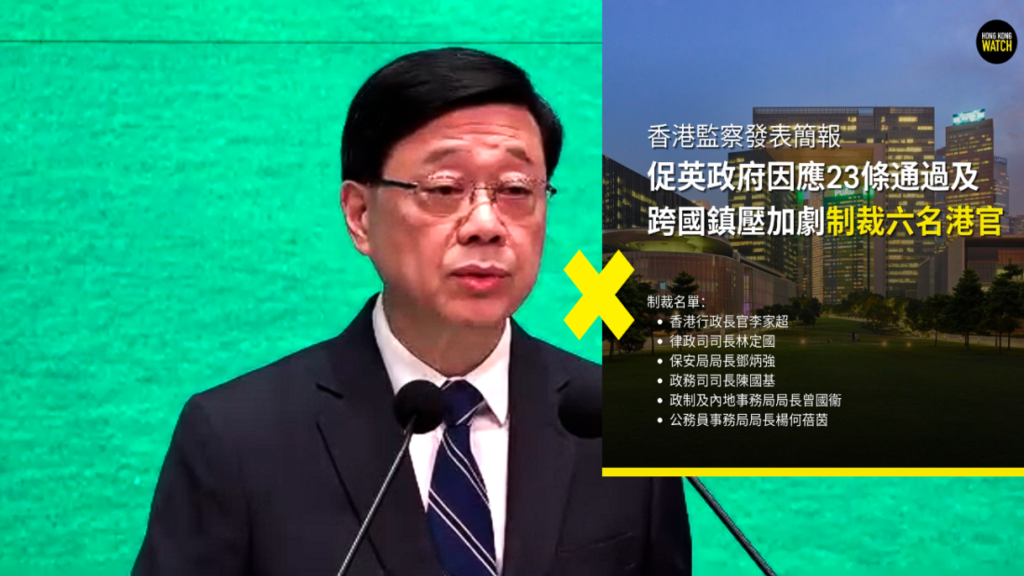 HONG KONG
WATCH
香港監察發表簡報
促英政府因應23條通過及
跨國鎮壓加劇制裁六名港官
制裁名單：
• 香港行政長官李家超
• 律政司司長林定國
• 保安局局長鄧炳強
• 政務司司長陳國基
• 政制及內地事務局局長曾國衞
• 公務員事務局局長楊何蓓茵